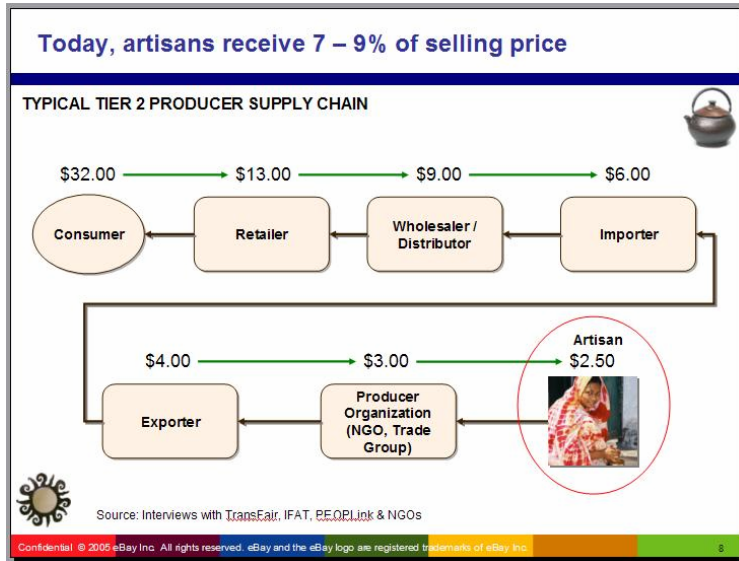 Today, artisans receive 7 – 9% of selling price
TYPICAL TIER 2 PRODUCER SUPPLY CHAIN
$32.00
$13.00
$9.00
$6.00
Consumer
Retailer
Wholesaler /
Distributor
Importer
Artisan
$4.00
$3.00
$2.50
Exporter
Producer
Organization
(NGO, Trade
Group)
Source: Interviews with TransFair, IFAT, PEOPLink & NGOs
Confidential © 2005 eBay Inc. All rights reserved. eBay and the eBay logo are registered trademarks of eBay Inc.
8